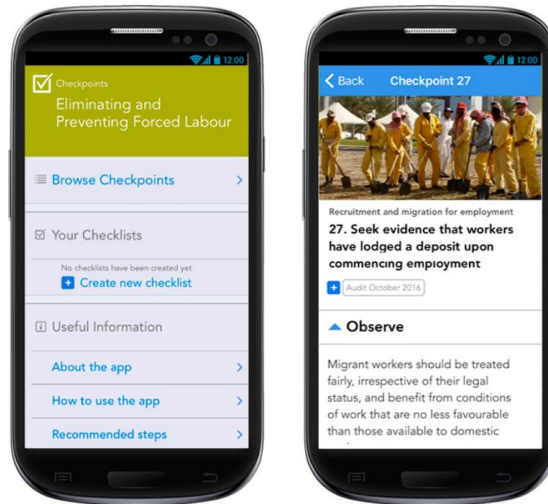 12:00
Checkpoints
Eliminating and
Preventing Forced Labour
Browse Checkpoints
Your Checklists
No checklists have been created yet
Create new checklist
Useful Information
About the app
How to use the app
Recommended steps
12:00
Back Checkpoint 27
Recruitment and migration for employment
27. Seek evidence that workers
have lodged a deposit upon
commencing employment
Audit October 2016
Observe
Migrant workers should be treated
fairly, irrespective of their legal
status, and benefit from conditions
of work that are no less favourable
than those available to domestic